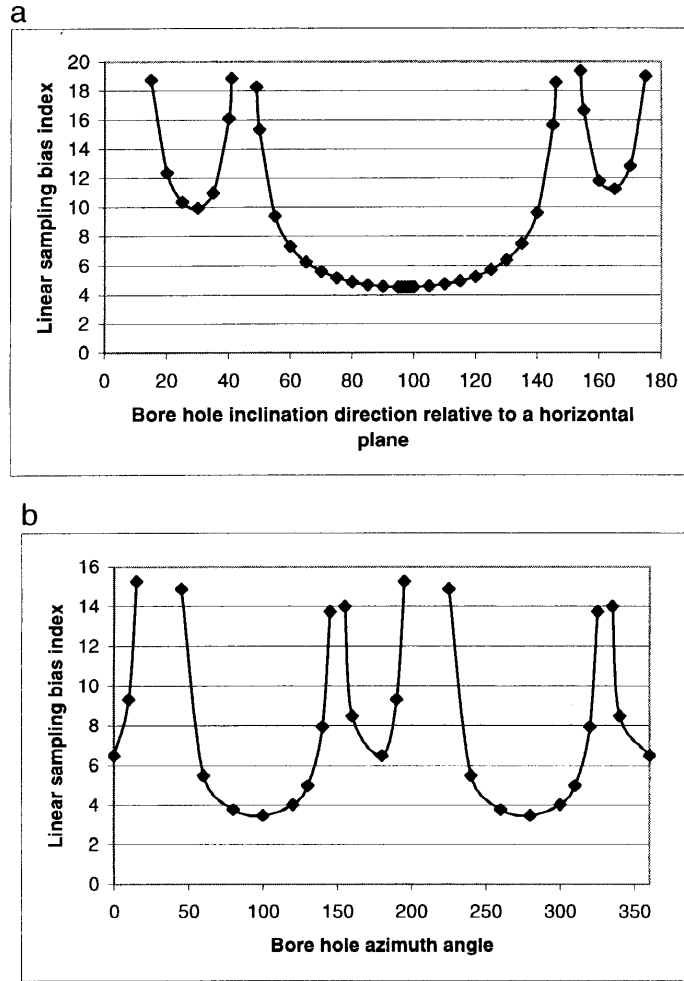 a
20
18
16
14
12
10
8
6
4
2
0
Linear sampling bias index
0 20 40 60 80 100 120 140 160 180
Bore hole inclination direction relative to a horizontal
plane
b
16
14
12
10
8
6
4
2
0
Linear sampling bias index
0 50 100 150 200 250 300 350
Bore hole azimuth angle